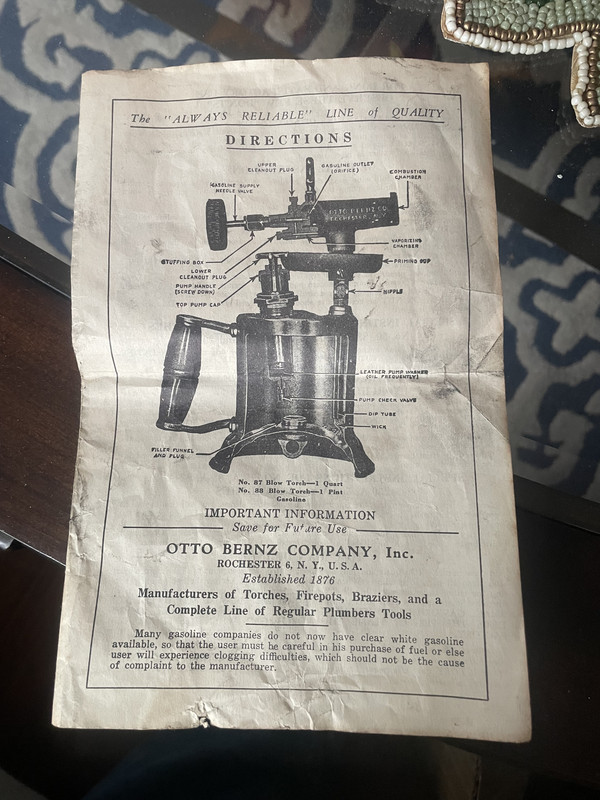 The "ALWAYS RELIABLE" LINE of QUALITY
DIRECTIONS
UPPER
CLEANOUT PLUG
GASOLINE OUTLET
(ORIFICE)
COMBUSTION
CHAMBER
GASOLINE SUPPLY
NEEDLE VALVE
OTTO BERNZ CO.
ROCHESTER, N.Y.
VAPORIZING
CHAMBER
STUFFING BOX
PRIMING CUP
LOWER
CLEANOUT PLUG
PUMP HANDLE
(SCREW DOWN)
NIPPLE
TOP PUMP CAP
LEATHER PUMP WASHER
(OIL FREQUENTLY)
PUMP CHECK VALVE
DIP TUBE
WICK
FILLER FUNNEL
AND PLUG
No. 87 Blow Torch—1 Quart
No. 88 Blow Torch—1 Pint
Gasoline
IMPORTANT INFORMATION
Save for Future Use
OTTO BERNZ COMPANY, Inc.
ROCHESTER 6, N. Y., U. S. A.
Established 1876
Manufacturers of Torches, Firepots, Braziers, and a
Complete Line of Regular Plumbers Tools
Many gasoline companies do not now have clear white gasoline
available, so that the user must be careful in his purchase of fuel or else
user will experience clogging difficulties, which should not be the cause
of complaint to the manufacturer.